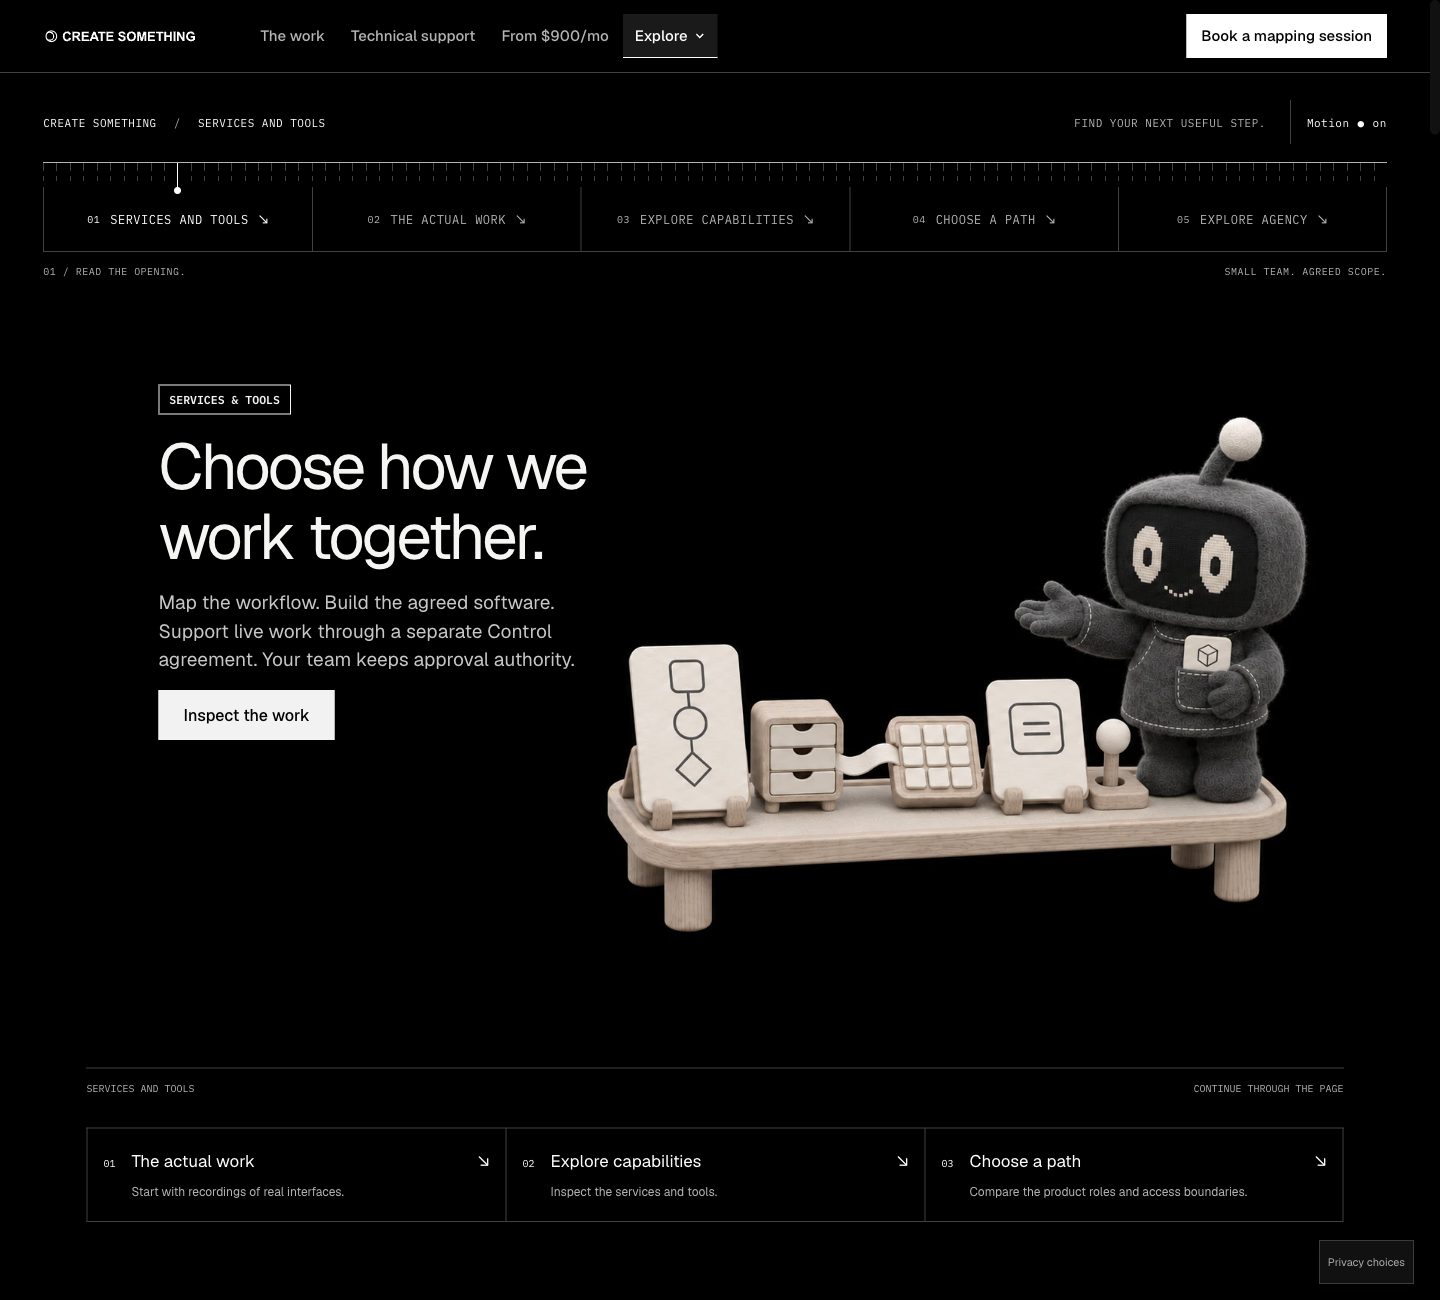 CREATE SOMETHING
The work
Technical support
From $900/mo
Explore
Book a mapping session
CREATE SOMETHING / SERVICES AND TOOLS
FIND YOUR NEXT USEFUL STEP.
Motion ● on
01 SERVICES AND TOOLS ↘
02 THE ACTUAL WORK ↘
03 EXPLORE CAPABILITIES ↘
04 CHOOSE A PATH ↘
05 EXPLORE AGENCY ↘
01 / READ THE OPENING.
SMALL TEAM. AGREED SCOPE.
SERVICES & TOOLS
Choose how we
work together.
Map the workflow. Build the agreed software.
Support live work through a separate Control
agreement. Your team keeps approval authority.
Inspect the work
SERVICES AND TOOLS
CONTINUE THROUGH THE PAGE
01 The actual work ↘
Start with recordings of real interfaces.
02 Explore capabilities ↘
Inspect the services and tools.
03 Choose a path ↘
Compare the product roles and access boundaries.
Privacy choices